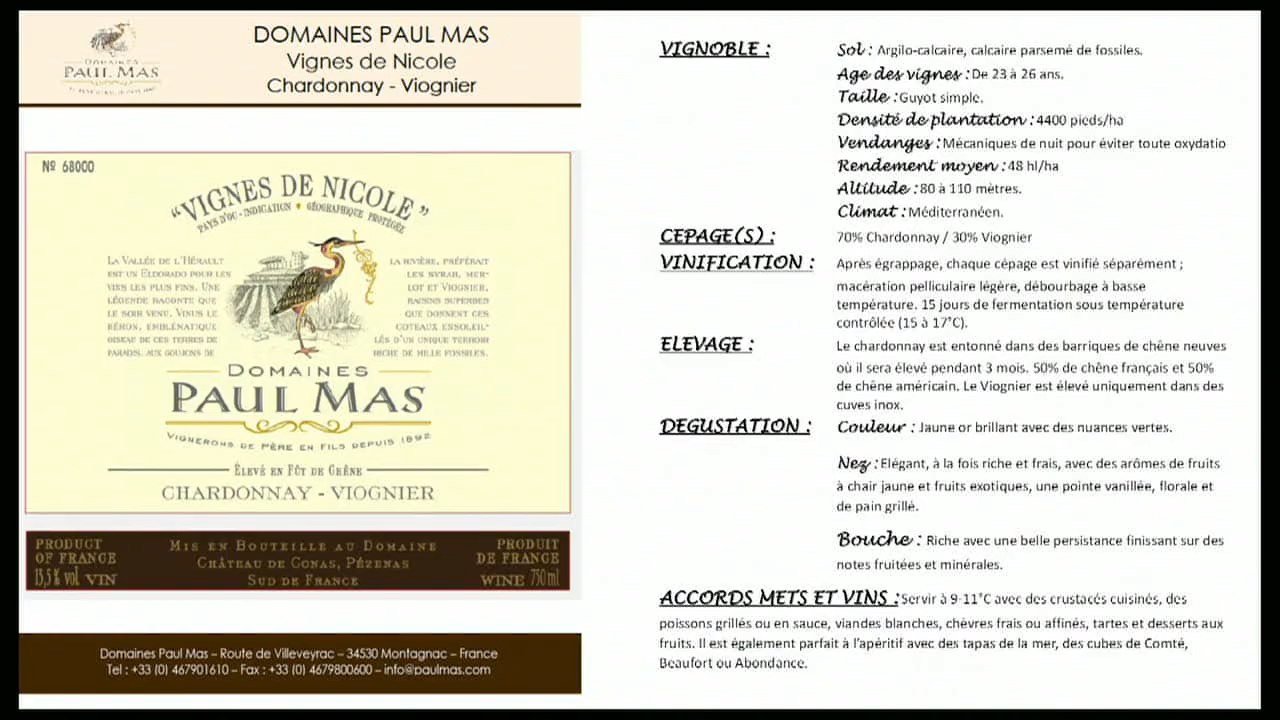 DOMAINES
PAUL MAS
DOMAINES PAUL MAS
Vignes de Nicole
Chardonnay - Viognier
Nº 68000
"VIGNES DE NICOLE"
PAYS D'OC - INDICATION GÉOGRAPHIQUE PROTÉGÉE
LA VALLÉE DE L'HÉRAULT
EST UN ELDORADO POUR LES
VINS LES PLUS FINS. UNE
LÉGENDE RACONTE QUE
LE SOIR VENU, VINUS LE
HÉRON, EMBLÉMATIQUE
OISEAU DE CES TERRES DE
PARADIS, AUX GOUJONS DE
LA RIVIÈRE, PRÉFÉRAIT
LES SYRAH, MER-
LOT ET VIOGNIER,
RAISINS SUPERBES
QUE DONNENT CES
COTEAUX ENSOLEIL-
LÉS D'UN UNIQUE TERROIR
RICHE DE MILLE FOSSILES.
DOMAINES
PAUL MAS
VIGNERONS DE PÈRE EN FILS DEPUIS 1892
ÉLEVÉ EN FÛT DE CHÊNE
CHARDONNAY - VIOGNIER
PRODUCT
OF FRANCE
13,5 % vol VIN
MIS EN BOUTEILLE AU DOMAINE
CHÂTEAU DE CONAS, PÉZENAS
SUD DE FRANCE
PRODUIT
DE FRANCE
WINE 750 ml
Domaines Paul Mas – Route de Villeveyrac – 34530 Montagnac – France
Tel : +33 (0) 467901610 – Fax : +33 (0) 4679800600 – info@paulmas.com
VIGNOBLE : Sol : Argilo-calcaire, calcaire parsemé de fossiles.
Age des vignes : De 23 à 26 ans.
Taille : Guyot simple.
Densité de plantation : 4400 pieds/ha
Vendanges : Mécaniques de nuit pour éviter toute oxydatio
Rendement moyen : 48 hl/ha
Altitude : 80 à 110 mètres.
Climat : Méditerranéen.
CEPAGE(S) : 70% Chardonnay / 30% Viognier
VINIFICATION : Après égrappage, chaque cépage est vinifié séparément ;
macération pelliculaire légère, débourbage à basse
température. 15 jours de fermentation sous température
contrôlée (15 à 17°C).
ELEVAGE : Le chardonnay est entonné dans des barriques de chêne neuves
où il sera élevé pendant 3 mois. 50% de chêne français et 50%
de chêne américain. Le Viognier est élevé uniquement dans des
cuves inox.
DEGUSTATION : Couleur : Jaune or brillant avec des nuances vertes.
Nez : Elégant, à la fois riche et frais, avec des arômes de fruits
à chair jaune et fruits exotiques, une pointe vanillée, florale et
de pain grillé.
Bouche : Riche avec une belle persistance finissant sur des
notes fruitées et minérales.
ACCORDS METS ET VINS : Servir à 9-11°C avec des crustacés cuisinés, des
poissons grillés ou en sauce, viandes blanches, chèvres frais ou affinés, tartes et desserts aux
fruits. Il est également parfait à l'apéritif avec des tapas de la mer, des cubes de Comté,
Beaufort ou Abondance.